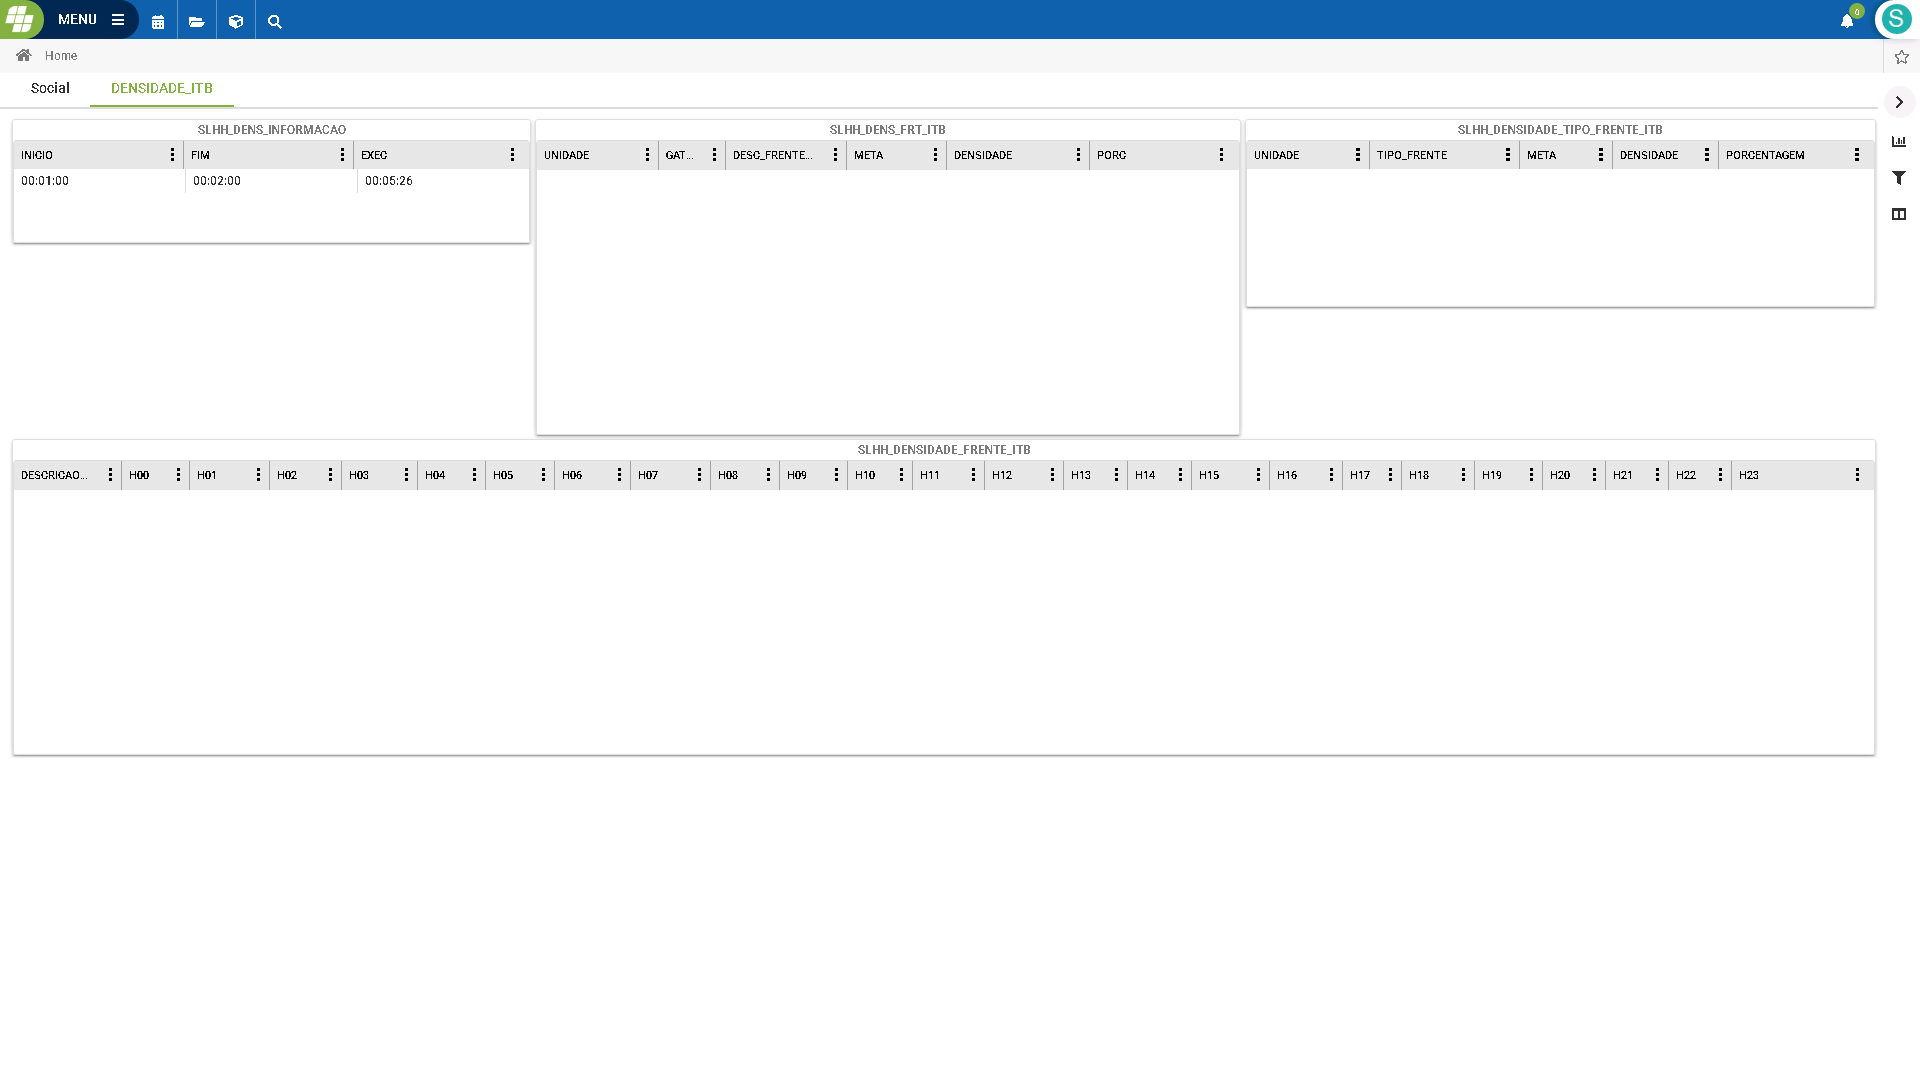 MENU
0
S
Home
Social
DENSIDADE_ITB
SLHH_DENS_INFORMACAO
INICIO FIM EXEC
00:01:00 00:02:00 00:05:26
SLHH_DENS_FRT_ITB
UNIDADE GAT... DESC_FRENTE... META DENSIDADE PORC
SLHH_DENSIDADE_TIPO_FRENTE_ITB
UNIDADE TIPO_FRENTE META DENSIDADE PORCENTAGEM
SLHH_DENSIDADE_FRENTE_ITB
DESCRICAO... H00 H01 H02 H03 H04 H05 H06 H07 H08 H09 H10 H11 H12 H13 H14 H15 H16 H17 H18 H19 H20 H21 H22 H23